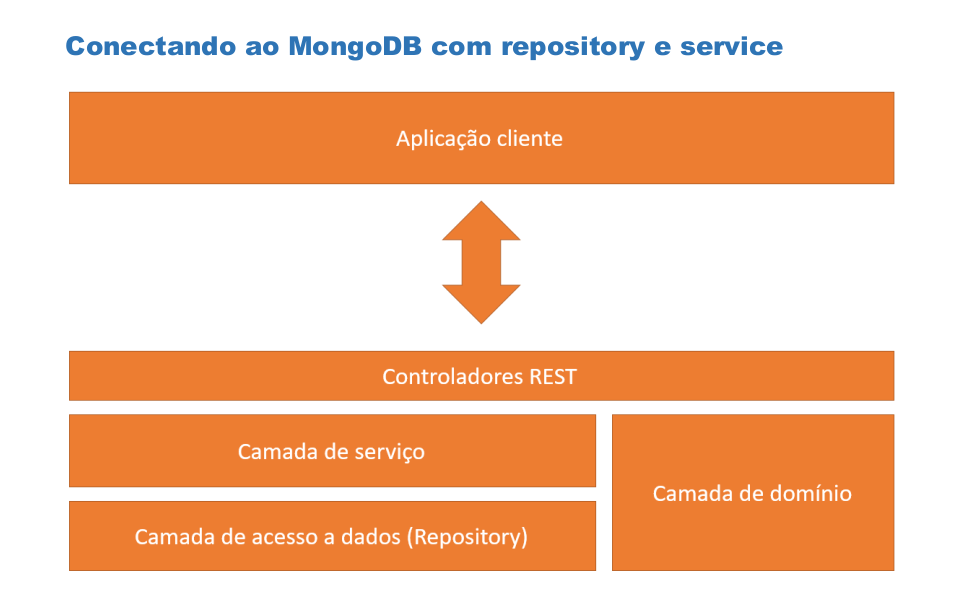 Conectando ao MongoDB com repository e service
Aplicação cliente
Controladores REST
Camada de serviço
Camada de domínio
Camada de acesso a dados (Repository)